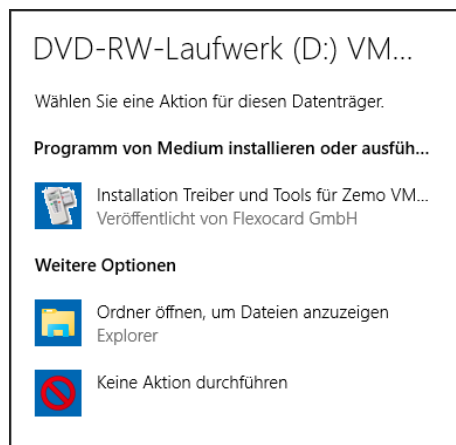 DVD-RW-Laufwerk (D:) VM...
Wählen Sie eine Aktion für diesen Datenträger.
Programm von Medium installieren oder ausfüh...
Installation Treiber und Tools für Zemo VM...
Veröffentlicht von Flexocard GmbH
Weitere Optionen
Ordner öffnen, um Dateien anzuzeigen
Explorer
Keine Aktion durchführen